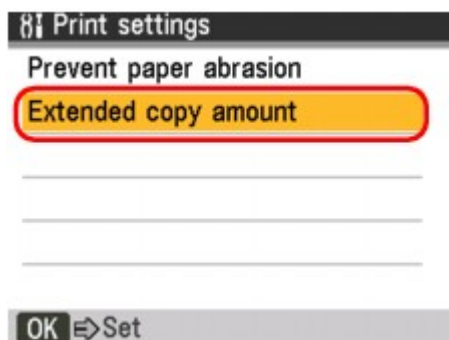 Print settings
Prevent paper abrasion
Extended copy amount
OK ⇨Set